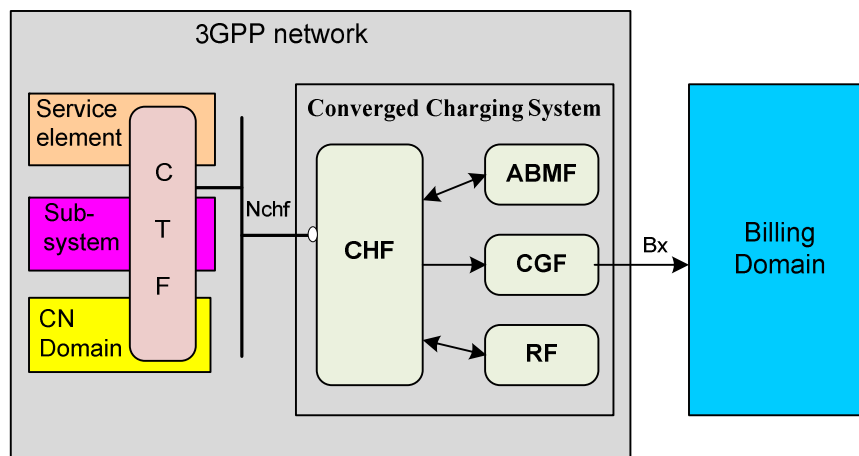 3GPP network
Service
element
Sub-
system
CN
Domain
C
T
F
Nchf
Converged Charging System
CHF
ABMF
CGF
RF
Bx
Billing
Domain